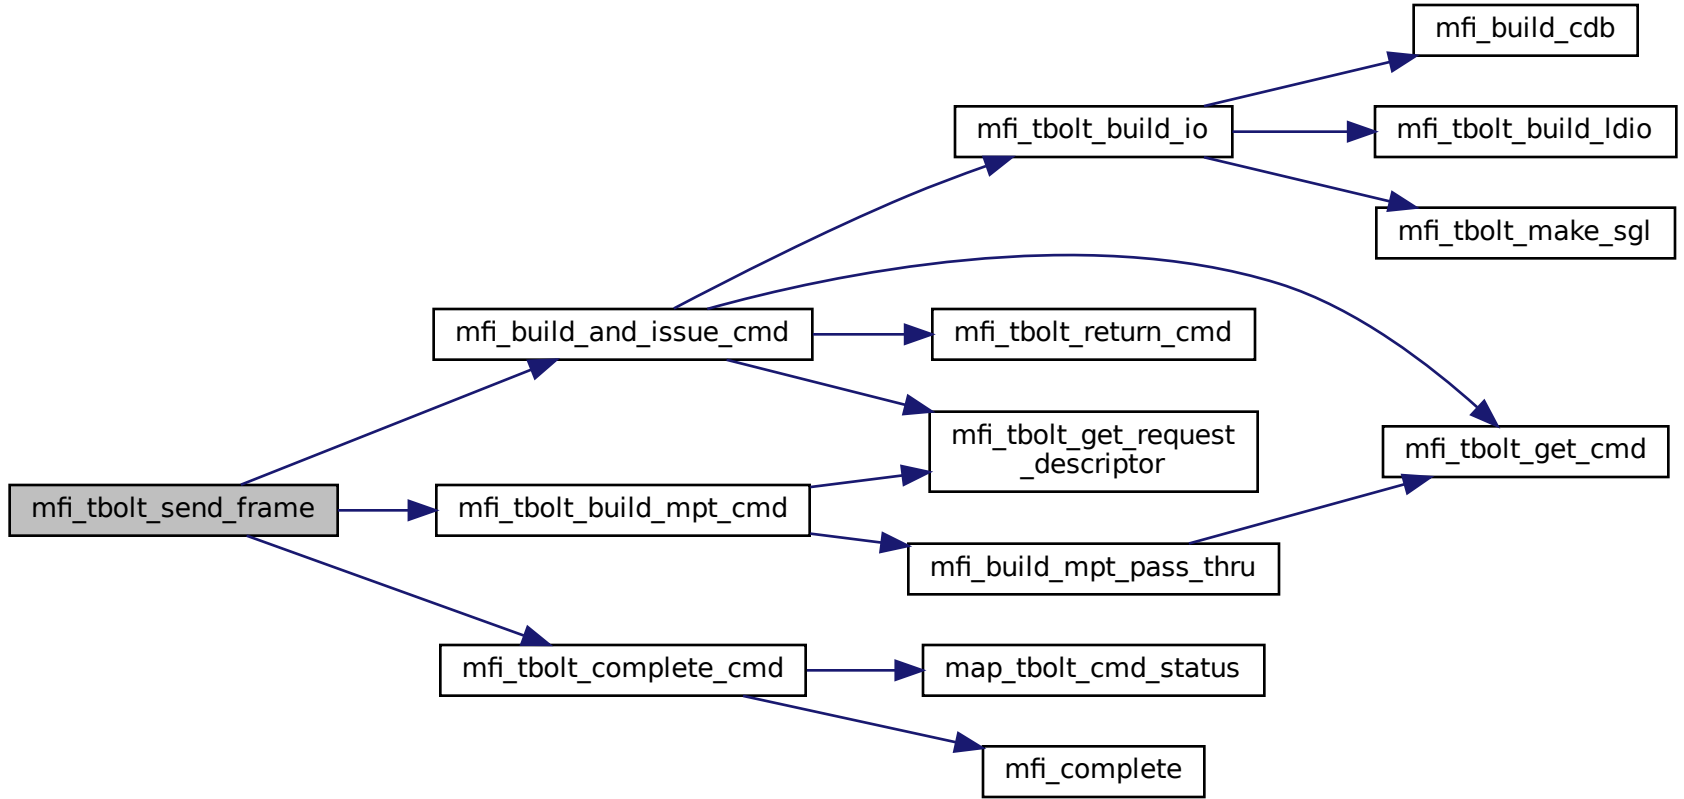 mfi_build_cdb
mfi_tbolt_build_io
mfi_tbolt_build_ldio
mfi_tbolt_make_sgl
mfi_build_and_issue_cmd
mfi_tbolt_return_cmd
mfi_tbolt_get_request
_descriptor
mfi_tbolt_get_cmd
mfi_tbolt_send_frame
mfi_tbolt_build_mpt_cmd
mfi_build_mpt_pass_thru
mfi_tbolt_complete_cmd
map_tbolt_cmd_status
mfi_complete